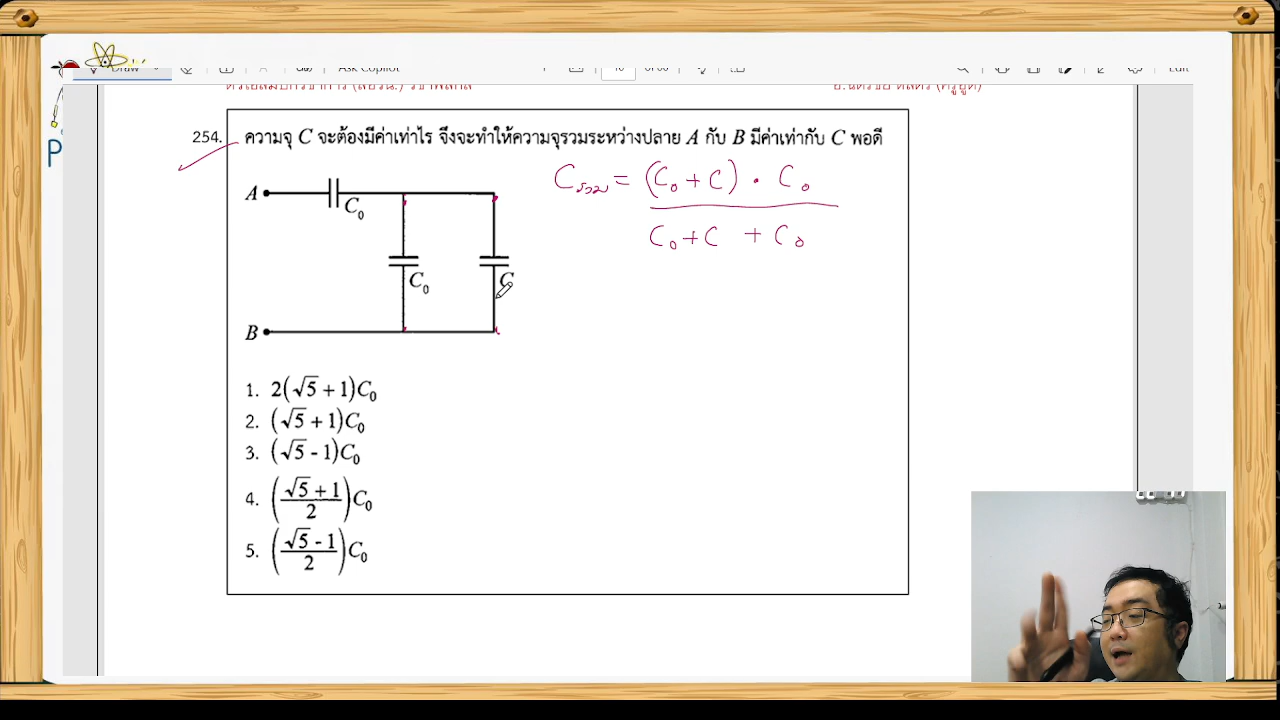 Draw
Ask Copilot
Edit
254. ความจุ C จะต้องมีค่าเท่าไร จึงจะทำให้ความจุรวมระหว่างปลาย A กับ B มีค่าเท่ากับ C พอดี
C รวม = (C₀ + C) · C₀
C₀ + C + C₀
A
C₀
C₀
C
B
1. 2(√5 + 1)C₀
2. (√5 + 1)C₀
3. (√5 - 1)C₀
4. ((√5 + 1)/2)C₀
5. ((√5 - 1)/2)C₀
P